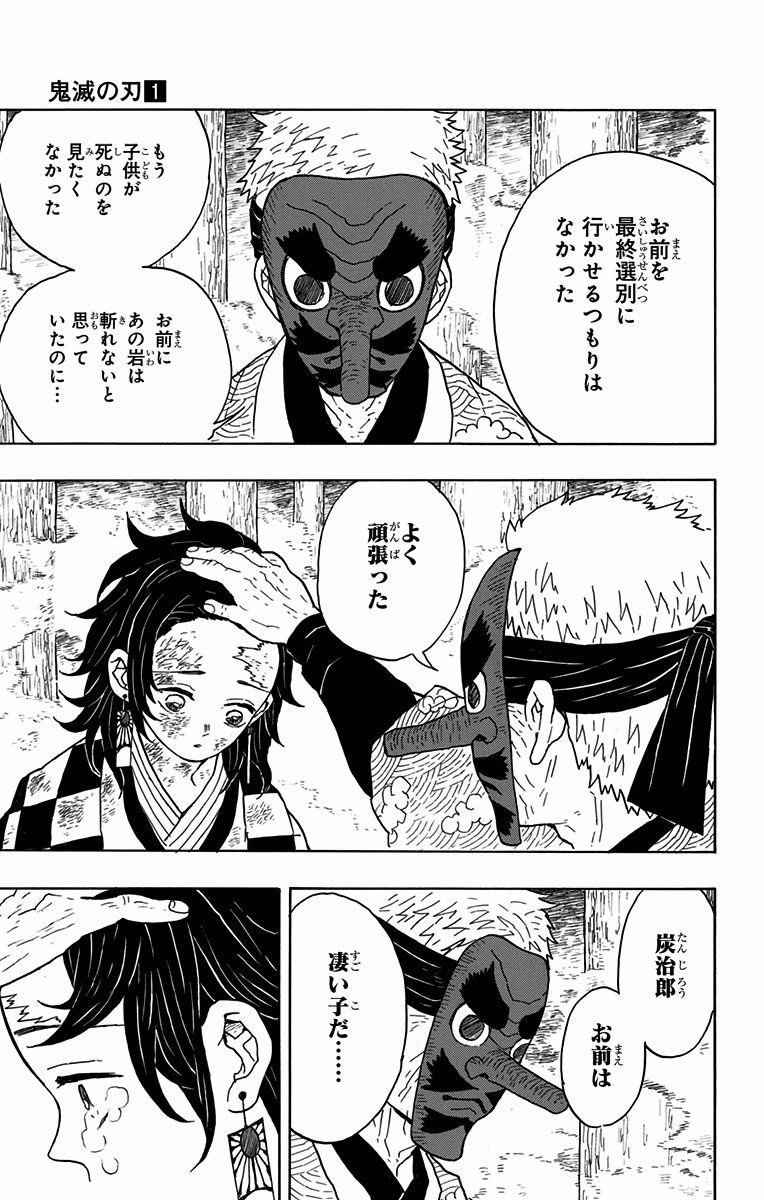 鬼滅の刃1
お前を
最終選別に
行かせるつもりは
なかった
もう
子供が
死ぬのを
見たく
なかった
お前に
あの岩は
斬れないと
思って
いたのに…
よく
頑張った
炭治郎
お前は
凄い子だ……